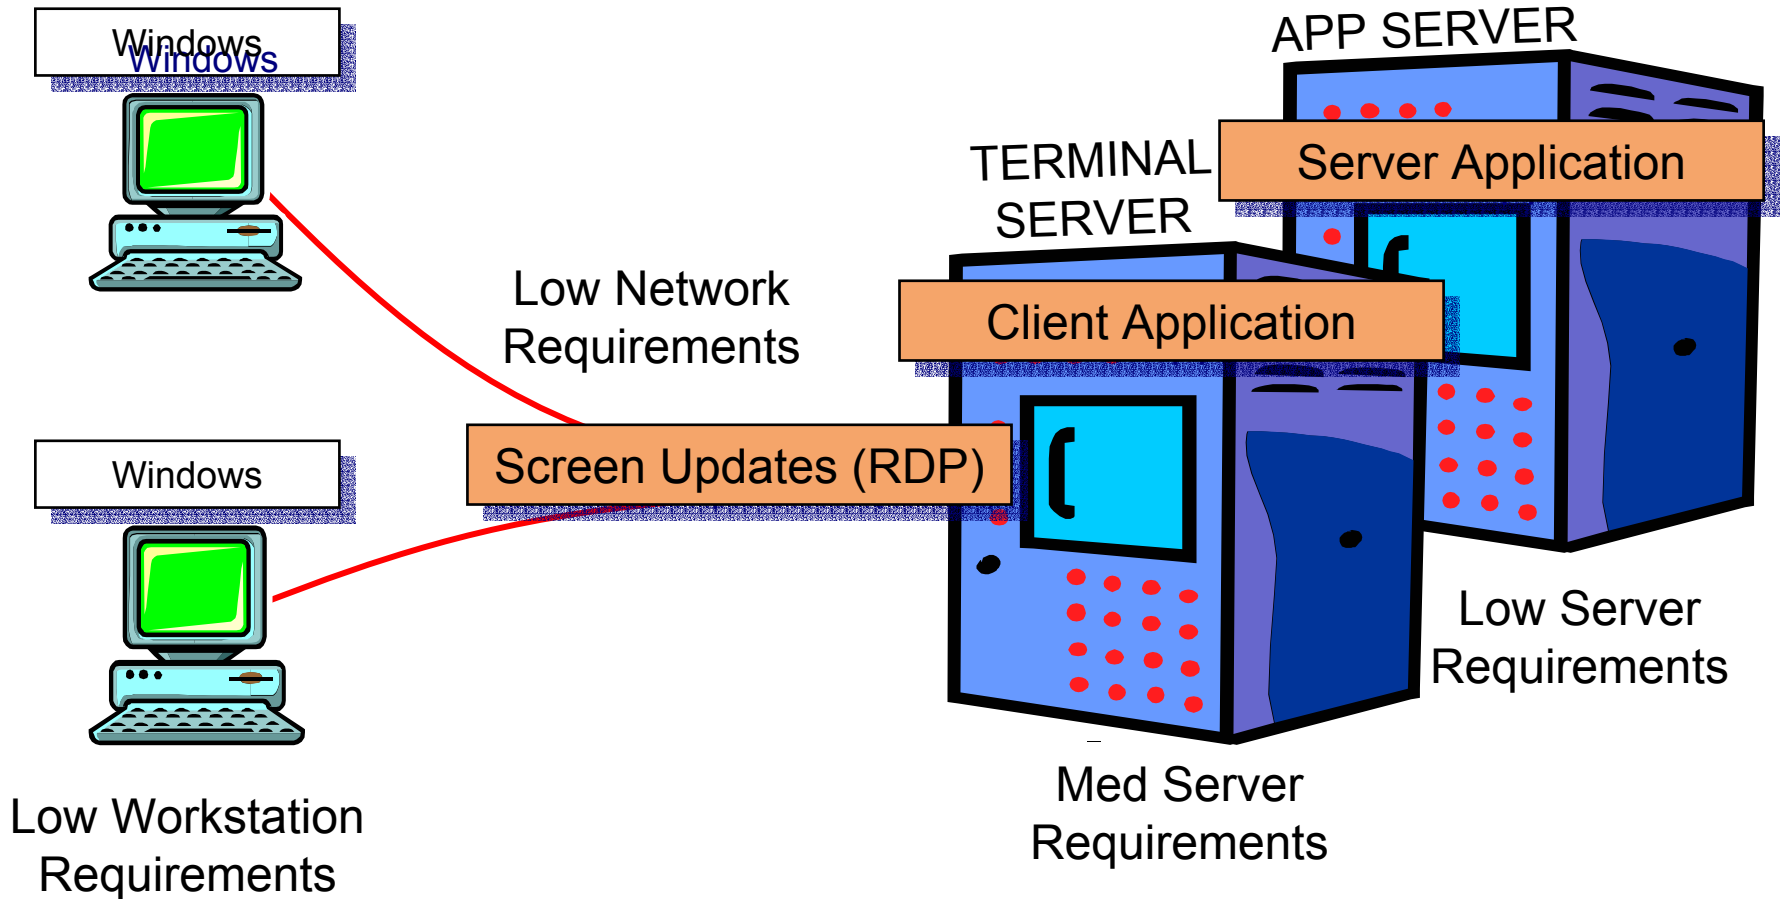 Windows
Windows
APP SERVER
Server Application
TERMINAL
SERVER
Low Network
Requirements
Client Application
Screen Updates (RDP)
Windows
Low Server
Requirements
Med Server
Requirements
Low Workstation
Requirements